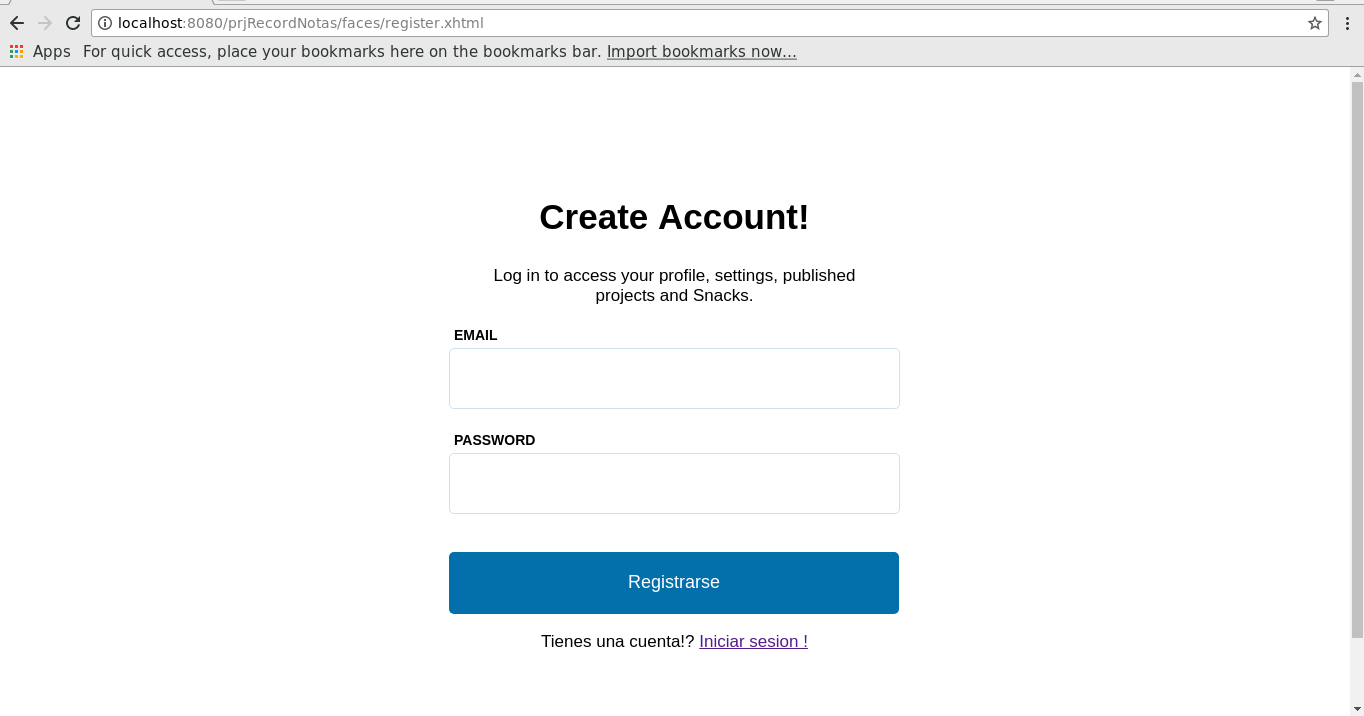 localhost:8080/prjRecordNotas/faces/register.xhtml
Apps For quick access, place your bookmarks here on the bookmarks bar. Import bookmarks now...
Create Account!
Log in to access your profile, settings, published
projects and Snacks.
EMAIL
PASSWORD
Registrarse
Tienes una cuenta!? Iniciar sesion !